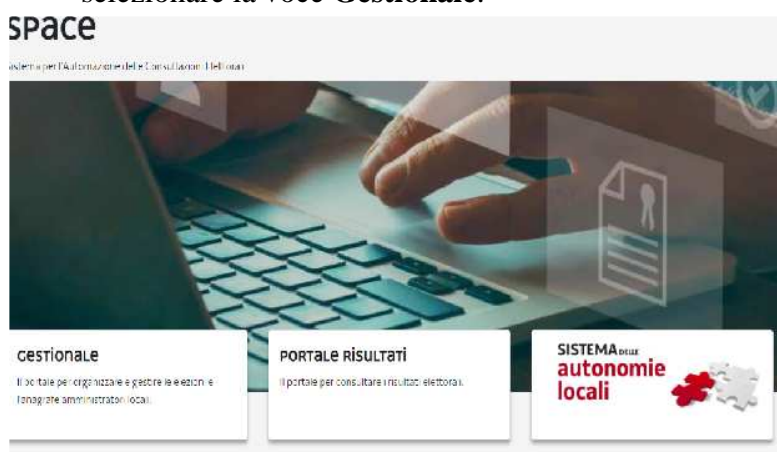 selezionare la voce Gestionale.
space
sistema per l'Automazione delle Consultazioni Elettorali
GESTIONALE
Il portale per organizzare e gestire le elezioni e
l'anagrafe amministratori locali.
PORTALE RISULTATI
Il portale per consultare i risultati elettorali.
SISTEMA DELLE
autonomie
locali